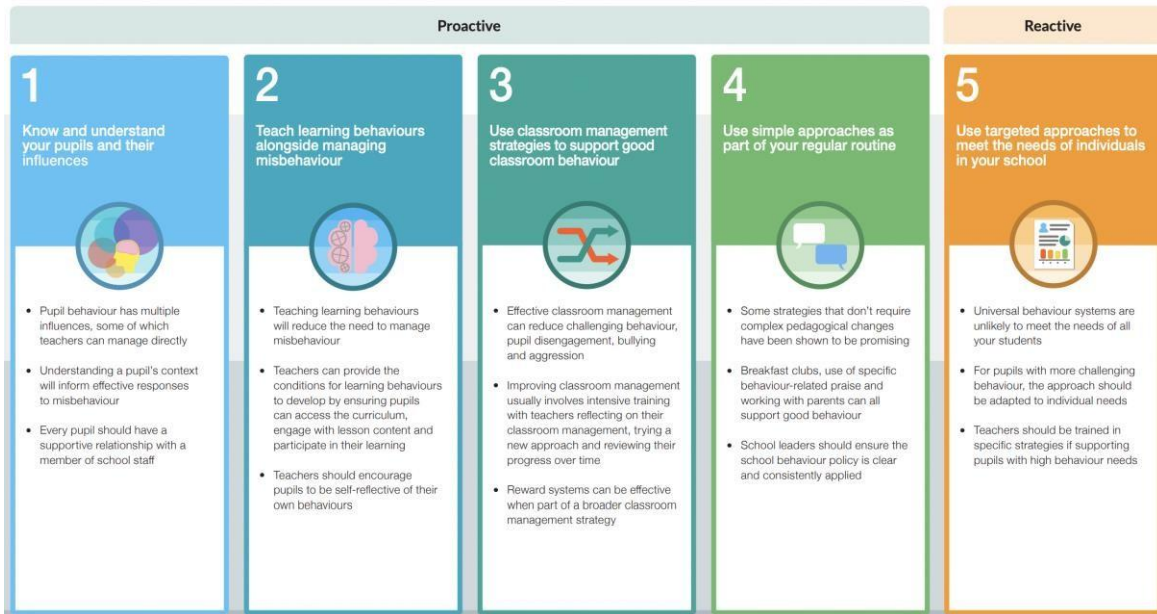 Proactive
Reactive
1
Know and understand
your pupils and their
influences
• Pupil behaviour has multiple
influences, some of which
teachers can manage directly
• Understanding a pupil's context
will inform effective responses
to misbehaviour
• Every pupil should have a
supportive relationship with a
member of school staff
2
Teach learning behaviours
alongside managing
misbehaviour
• Teaching learning behaviours
will reduce the need to manage
misbehaviour
• Teachers can provide the
conditions for learning behaviours
to develop by ensuring pupils
can access the curriculum,
engage with lesson content and
participate in their learning
• Teachers should encourage
pupils to be self-reflective of their
own behaviours
3
Use classroom management
strategies to support good
classroom behaviour
• Effective classroom management
can reduce challenging behaviour,
pupil disengagement, bullying
and aggression
• Improving classroom management
usually involves intensive training
with teachers reflecting on their
classroom management, trying
a new approach and reviewing their
progress over time
• Reward systems can be effective
when part of a broader classroom
management strategy
4
Use simple approaches as
part of your regular routine
• Some strategies that don't require
complex pedagogical changes
have been shown to be promising
• Breakfast clubs, use of specific
behaviour-related praise and
working with parents can all
support good behaviour
• School leaders should ensure the
school behaviour policy is clear
and consistently applied
5
Use targeted approaches to
meet the needs of individuals
in your school
• Universal behaviour systems are
unlikely to meet the needs of all
your students
• For pupils with more challenging
behaviour, the approach should
be adapted to individual needs
• Teachers should be trained in
specific strategies if supporting
pupils with high behaviour needs